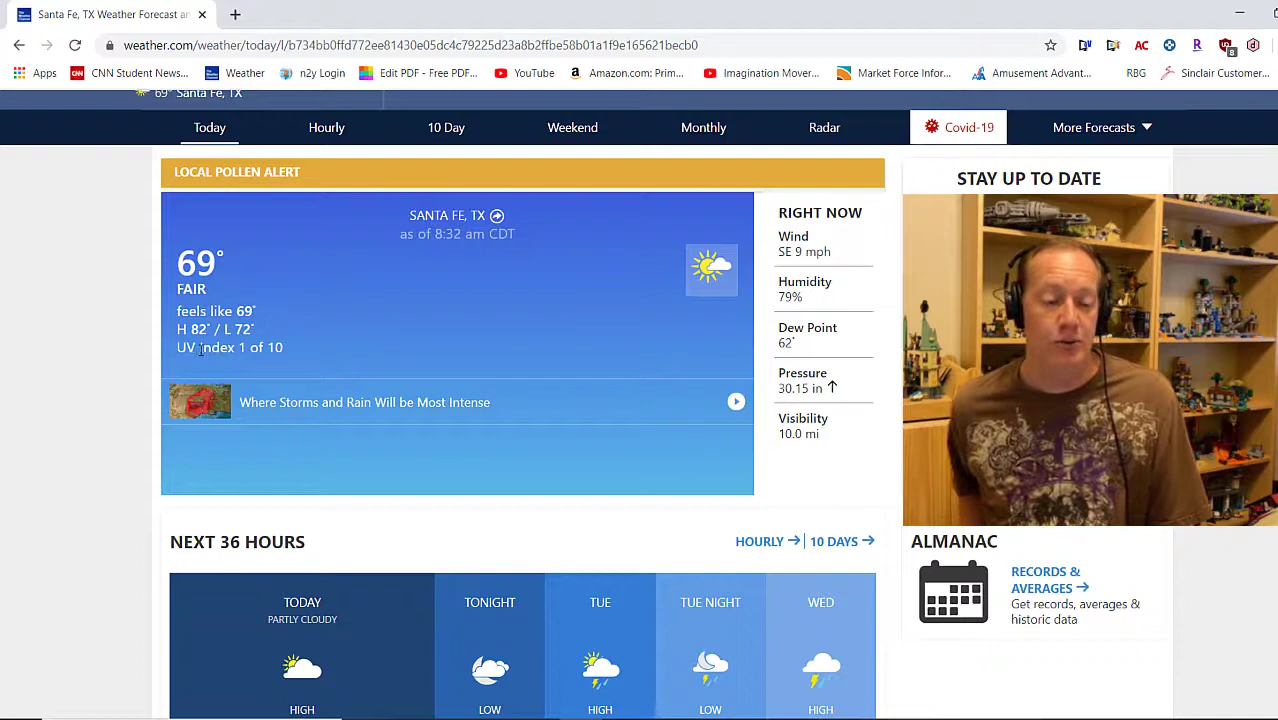 Santa Fe, TX Weather Forecast an
weather.com/weather/today/l/b734bb0ffd772ee81430e05dc4c79225d23a8b2ffbe58b01a1f9e165621becb0
Apps CNN Student News... Weather n2y Login Edit PDF - Free PDF... YouTube Amazon.com: Prim... Imagination Mover... Market Force Infor... Amusement Advant... RBG Sinclair Customer...
69° Santa Fe, TX
Today Hourly 10 Day Weekend Monthly Radar Covid-19 More Forecasts
LOCAL POLLEN ALERT
SANTA FE, TX
as of 8:32 am CDT
69°
FAIR
feels like 69°
H 82° / L 72°
UV Index 1 of 10
Where Storms and Rain Will be Most Intense
RIGHT NOW
Wind
SE 9 mph
Humidity
79%
Dew Point
62°
Pressure
30.15 in
Visibility
10.0 mi
STAY UP TO DATE
NEXT 36 HOURS
HOURLY 10 DAYS
TODAY TONIGHT TUE TUE NIGHT WED
PARTLY CLOUDY
HIGH LOW HIGH LOW HIGH
ALMANAC
RECORDS &
AVERAGES
Get records, averages &
historic data